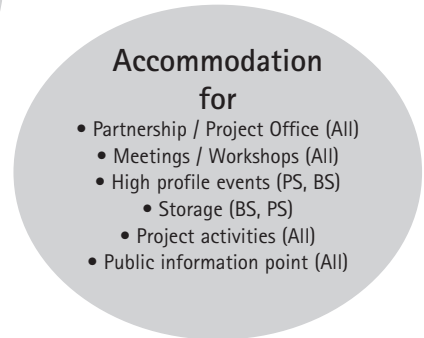 Accommodation
for
• Partnership / Project Office (All)
• Meetings / Workshops (All)
• High profile events (PS, BS)
• Storage (BS, PS)
• Project activities (All)
• Public information point (All)